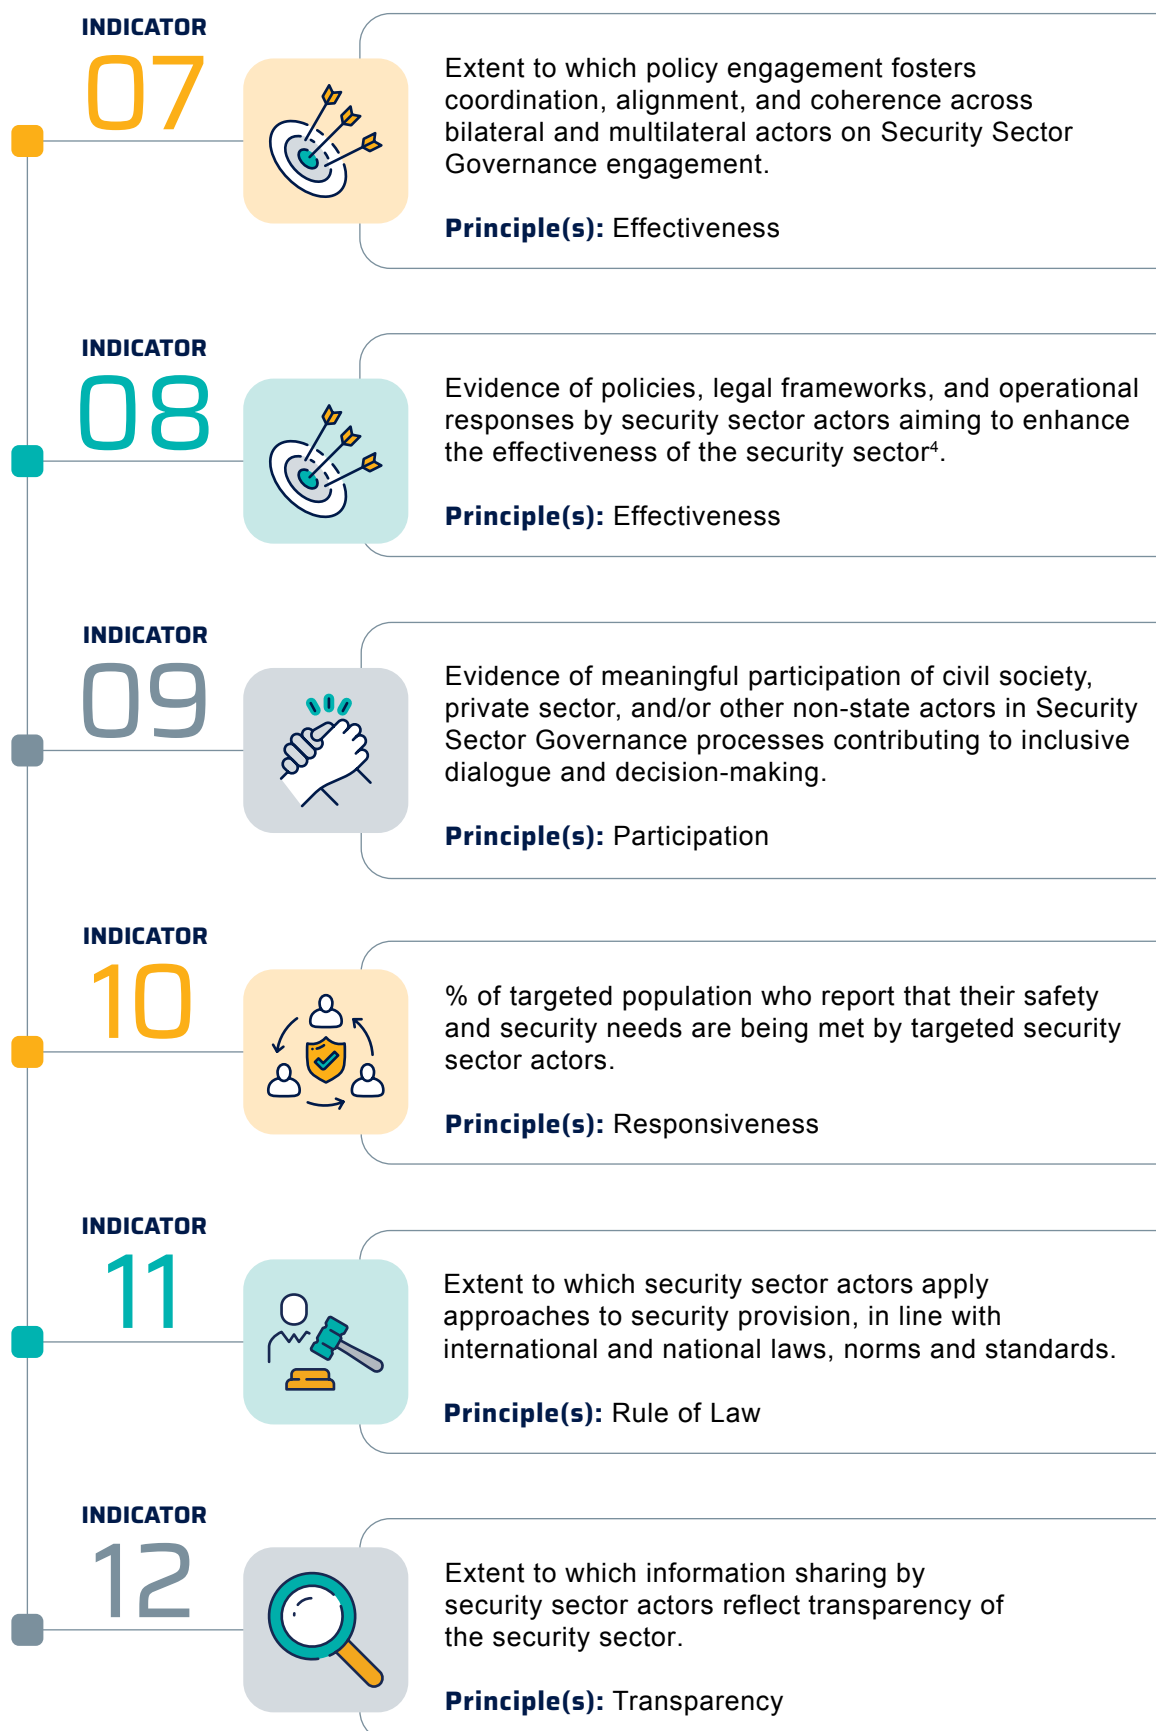 INDICATOR
07
Extent to which policy engagement fosters
coordination, alignment, and coherence across
bilateral and multilateral actors on Security Sector
Governance engagement.
Principle(s): Effectiveness
INDICATOR
08
Evidence of policies, legal frameworks, and operational
responses by security sector actors aiming to enhance
the effectiveness of the security sector⁴.
Principle(s): Effectiveness
INDICATOR
09
Evidence of meaningful participation of civil society,
private sector, and/or other non-state actors in Security
Sector Governance processes contributing to inclusive
dialogue and decision-making.
Principle(s): Participation
INDICATOR
10
% of targeted population who report that their safety
and security needs are being met by targeted security
sector actors.
Principle(s): Responsiveness
INDICATOR
11
Extent to which security sector actors apply
approaches to security provision, in line with
international and national laws, norms and standards.
Principle(s): Rule of Law
INDICATOR
12
Extent to which information sharing by
security sector actors reflect transparency of
the security sector.
Principle(s): Transparency